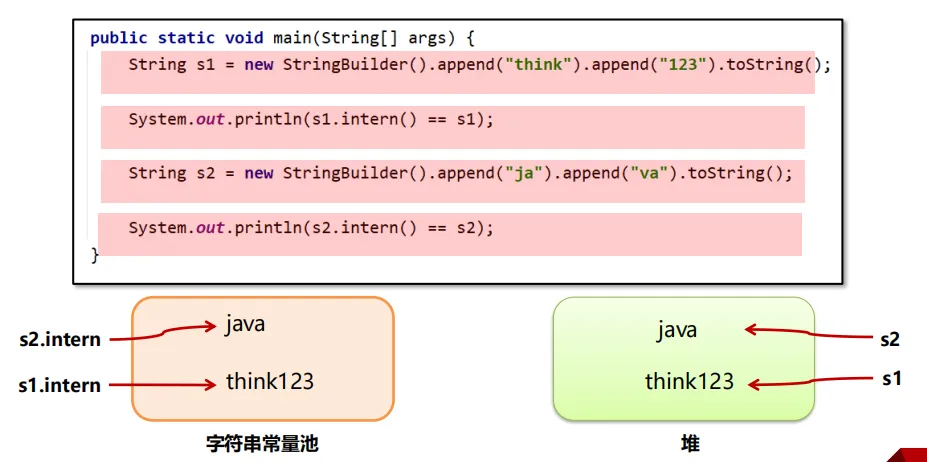 public static void main(String[] args) {
String s1 = new StringBuilder().append("think").append("123").toString();
System.out.println(s1.intern() == s1);
String s2 = new StringBuilder().append("ja").append("va").toString();
System.out.println(s2.intern() == s2);
}
s2.intern
java
s1.intern
think123
字符串常量池
java
s2
think123
s1
堆